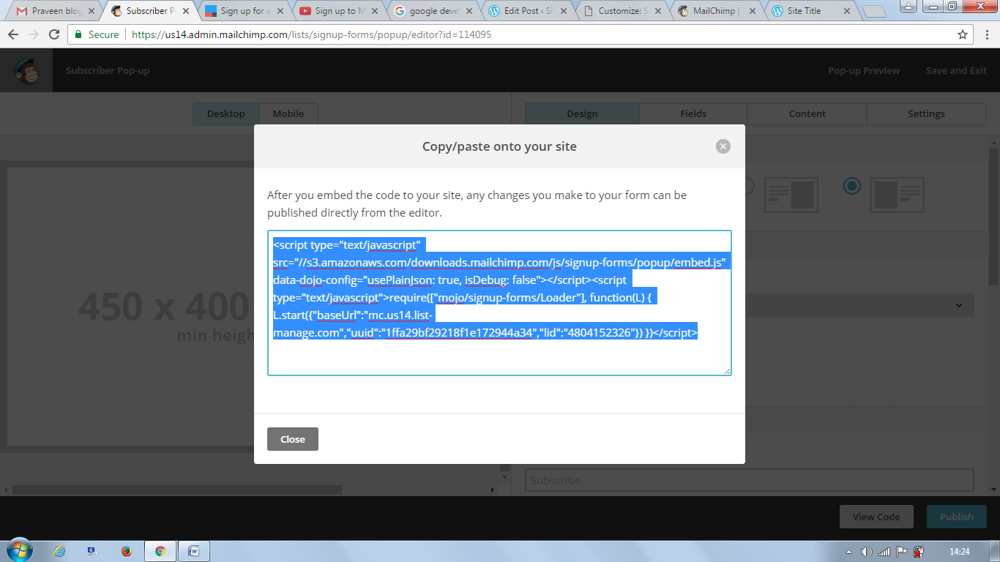 Praveen blog
Subscriber P
Sign up for a
Sign up to M
google devel
Edit Post ‹ S
Customize: S
MailChimp |
Site Title
Secure
https://us14.admin.mailchimp.com/lists/signup-forms/popup/editor?id=114095
Subscriber Pop-up
Pop-up Preview
Save and Exit
Desktop
Mobile
Design
Fields
Content
Settings
Copy/paste onto your site
After you embed the code to your site, any changes you make to your form can be
published directly from the editor.
<script type="text/javascript"
src="//s3.amazonaws.com/downloads.mailchimp.com/js/signup-forms/popup/embed.js"
data-dojo-config="usePlainJson: true, isDebug: false"></script><script
type="text/javascript">require(["mojo/signup-forms/Loader"], function(L) {
L.start({"baseUrl":"mc.us14.list-
manage.com","uuid":"1ffa29bf29218f1e172944a34","lid":"4804152326"}) })</script>
450 x 400
min heigh
Close
Subscribe
View Code
Publish
14:24